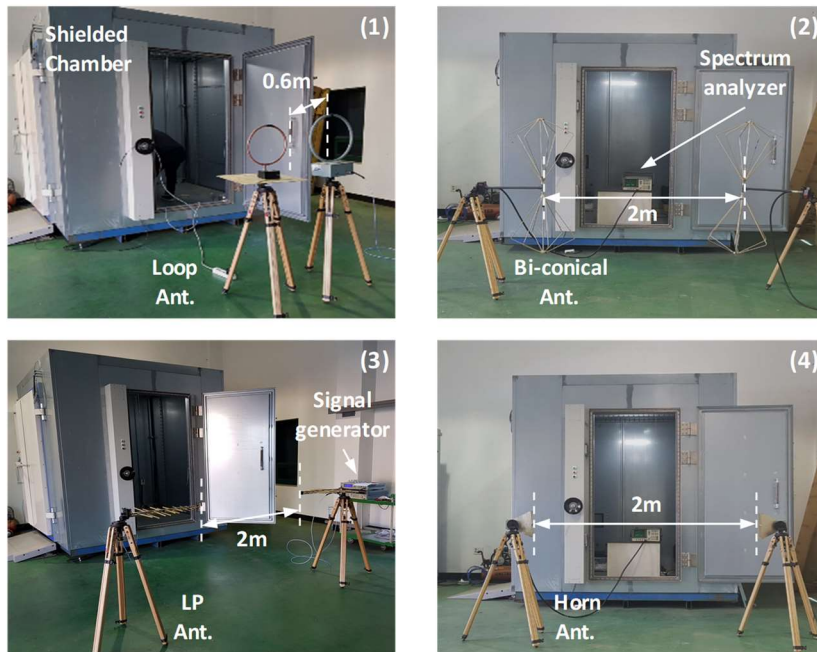 (1)
Shielded
Chamber
0.6m
Loop
Ant.
(2)
Spectrum
analyzer
2m
Bi-conical
Ant.
(3)
Signal
generator
2m
LP
Ant.
(4)
2m
Horn
Ant.